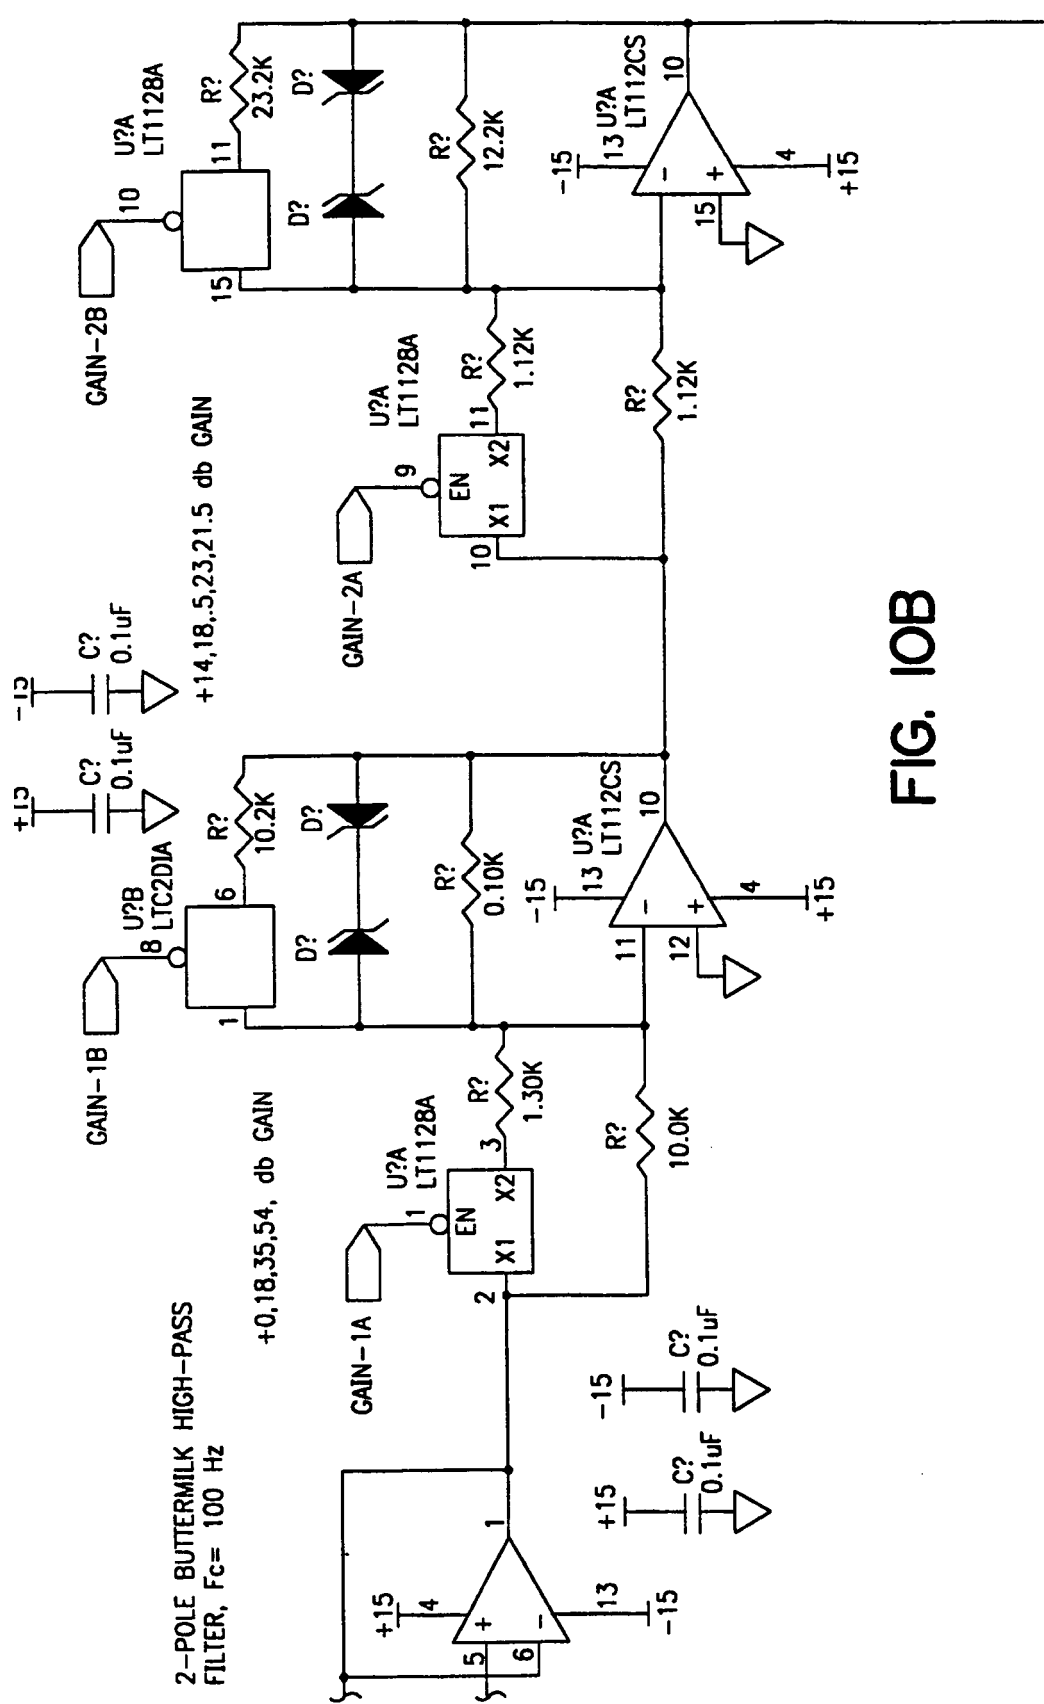 2-POLE BUTTERMILK HIGH-PASS
FILTER, Fc= 100 Hz
+15
4
5
+
6
-
1
13
-15
+15
C?
0.1uF
-15
C?
0.1uF
+0,18,35,54, db GAIN
GAIN-1A
1
U?A
LT1128A
EN
X1
X2
2
3
R?
1.30K
R?
10.0K
GAIN-1B
8
U?B
LTC2DIA
1
6
R?
10.2K
D?
D?
R?
0.10K
-15
13
U?A
LT112CS
11
-
12
+
10
4
+15
+15
C?
0.1uF
-15
C?
0.1uF
+14,18,.5,23,21.5 db GAIN
GAIN-2A
9
U?A
LT1128A
EN
X1
X2
10
11
R?
1.12K
R?
1.12K
GAIN-2B
10
U?A
LT1128A
15
11
R?
23.2K
D?
D?
R?
12.2K
-15
13
U?A
LT112CS
-
15
+
10
4
+15
FIG. 10B